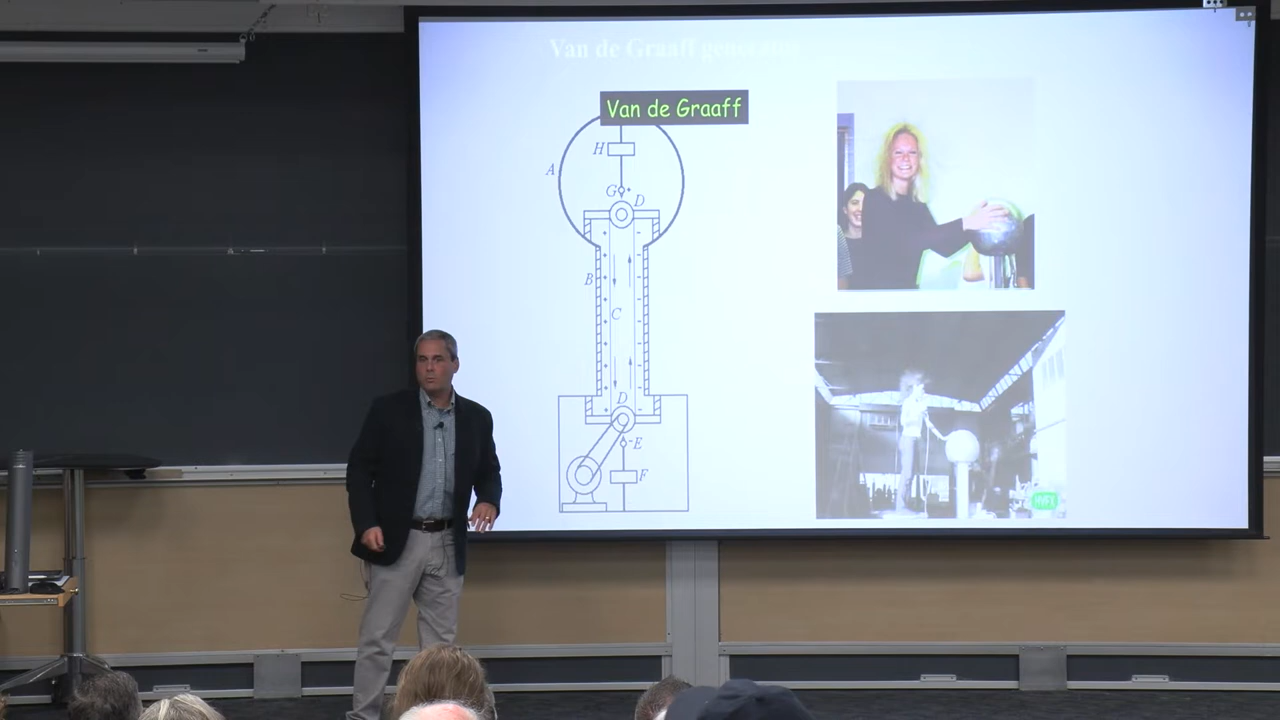 Van de Graaff generator
Van de Graaff
H
A
G
D
B
C
D
E
F